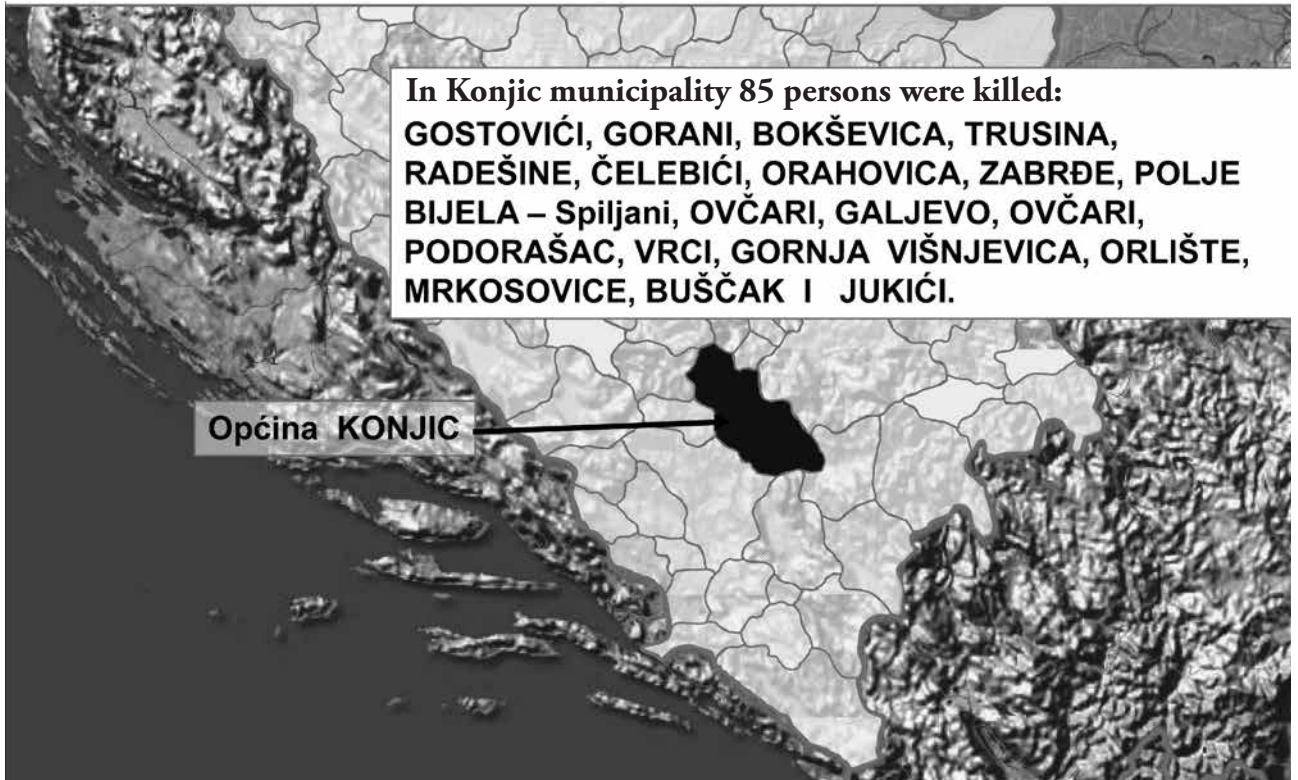 In Konjic municipality 85 persons were killed:
GOSTOVIĆI, GORANI, BOKŠEVICA, TRUSINA,
RADEŠINE, ČELEBIĆI, ORAHOVICA, ZABRĐE, POLJE
BIJELA – Spiljani, OVČARI, GALJEVO, OVČARI,
PODORAŠAC, VRCI, GORNJA VIŠNJEVICA, ORLIŠTE,
MRKOSOVICE, BUŠČAK I JUKIĆI.
Općina KONJIC